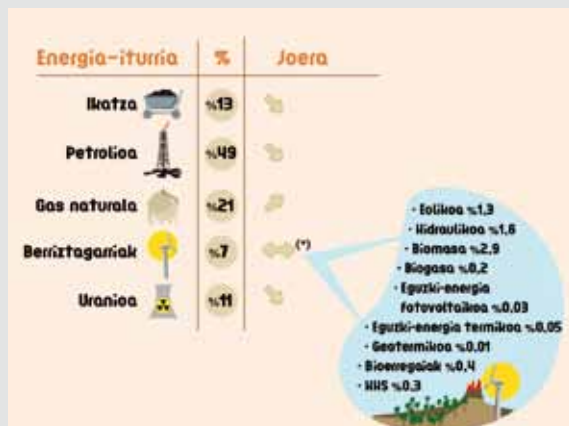 Energia-iturria % Joera
Ikatza %13
Petrolioa %49
Gas naturala %21
Berriztagarriak %7 (*)
Uranioa %11
· Eolikoa %1,3
· Hidraulikoa %1,6
· Biomasa %2,9
· Biogasa %0,2
· Eguzki-energia
fotovoltaikoa %0,03
· Eguzki-energia termikoa %0,05
· Geotermikoa %0,01
· Bioerregaiak %0,4
· HHS %0,3